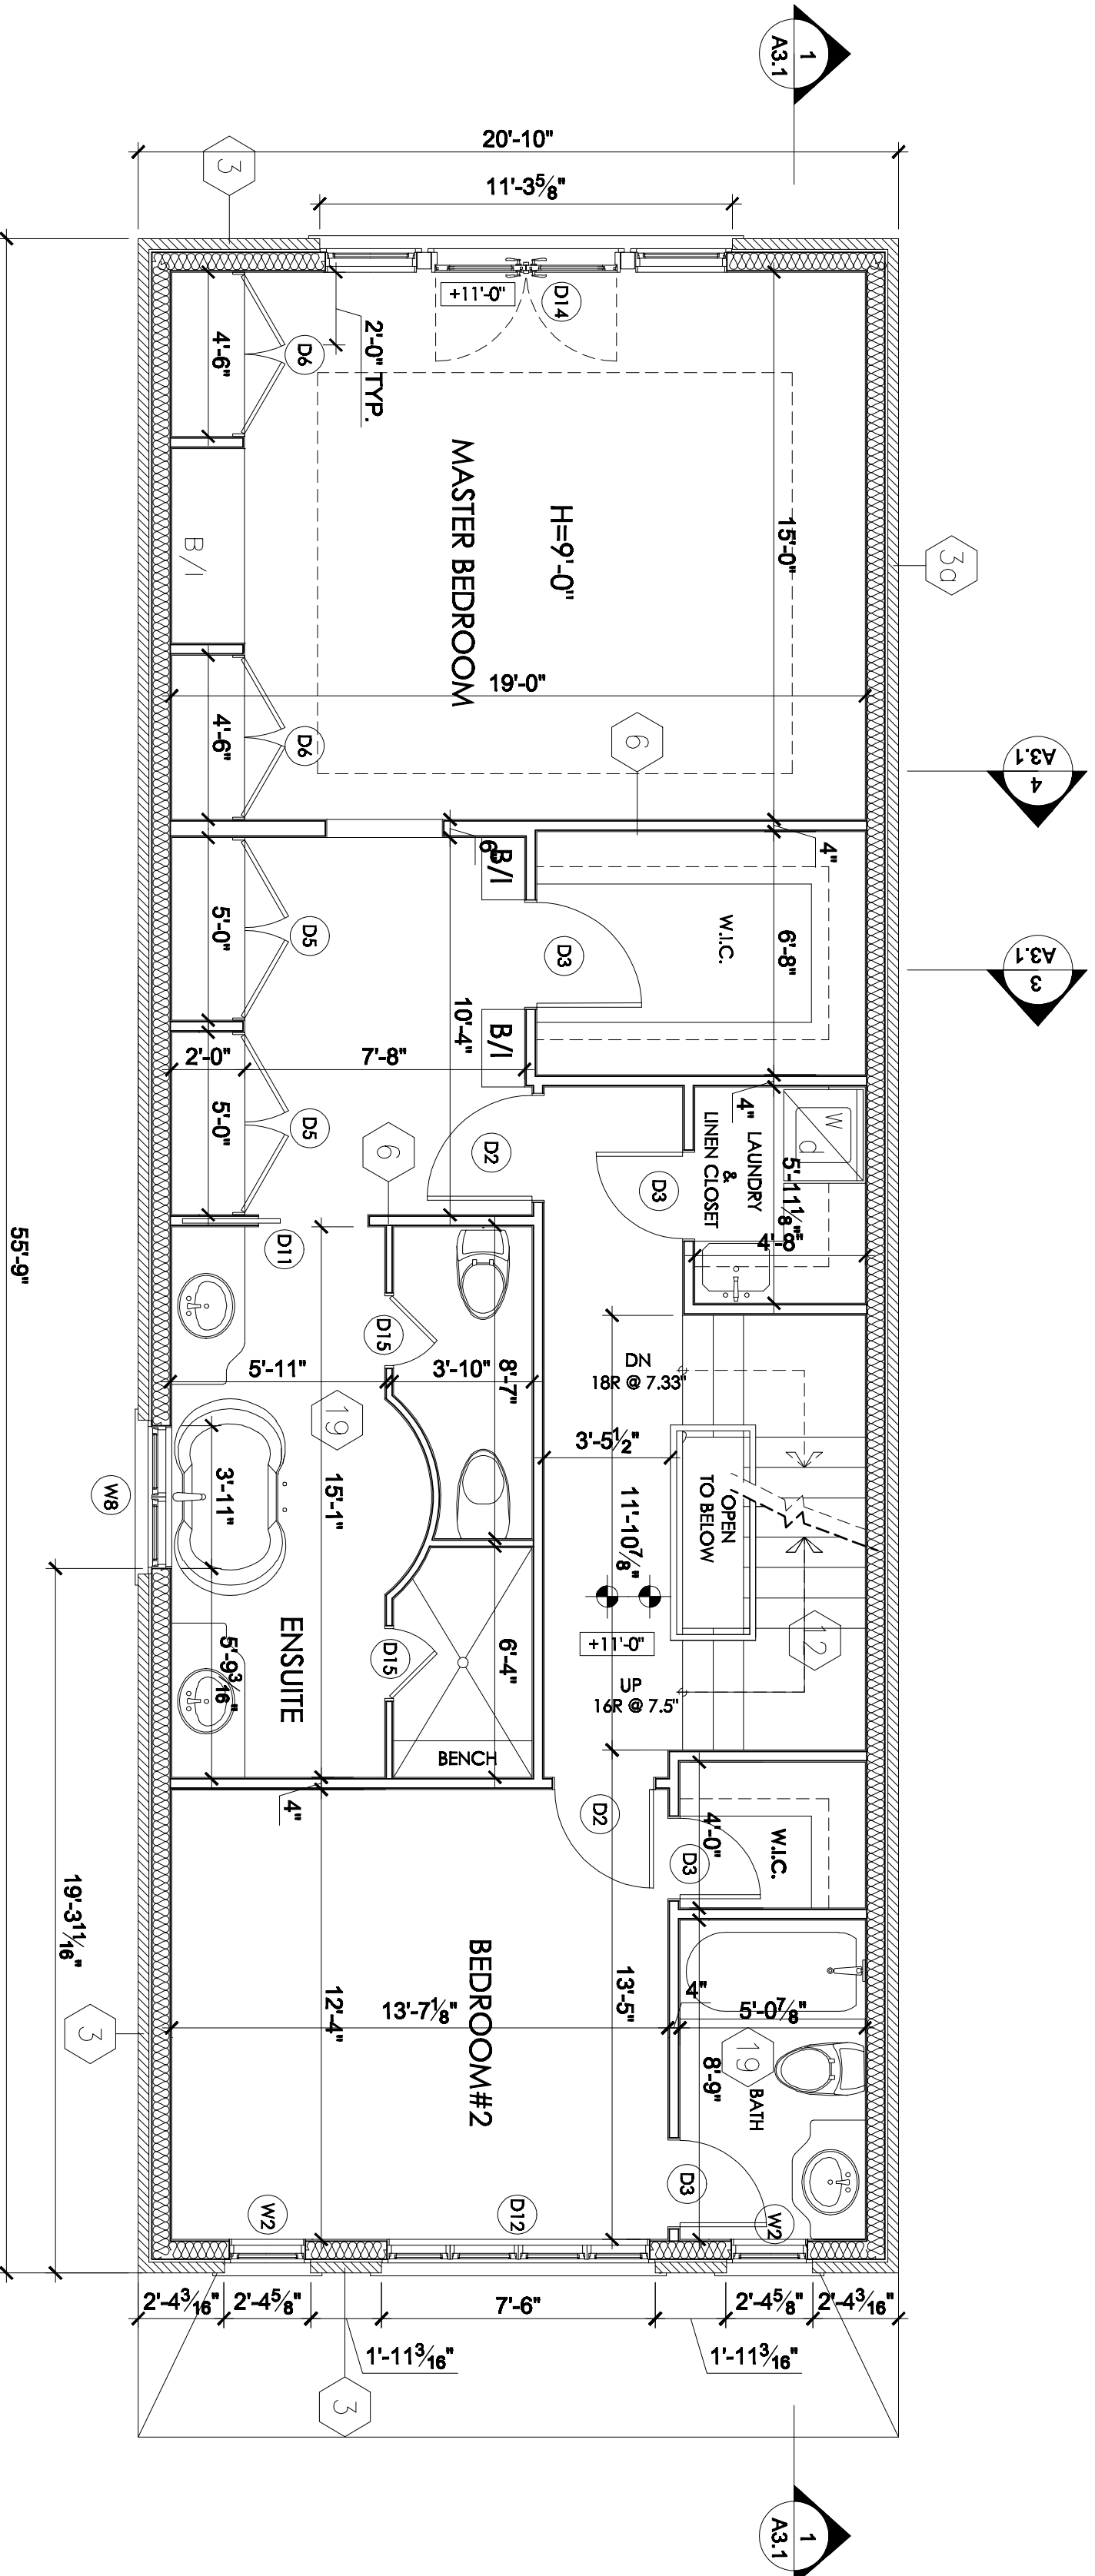 1
A3.1
20'-10"
11'-3⅝"
3
3a
D14
+11'-0"
D6
4'-6"
2'-0" TYP.
B/I
MASTER BEDROOM
H=9'-0"
15'-0"
19'-0"
D6
4'-6"
6
4
A3.1
3
A3.1
6"
B/I
4"
W.I.C.
6'-8"
D3
D5
5'-0"
10'-4"
B/I
2'-0"
7'-8"
D5
5'-0"
D2
6
D3
4"
LAUNDRY
&
LINEN CLOSET
W
d
5'-11⅛"
4'-8"
D11
D15
5'-11"
3'-10"
8'-7"
19
DN
18R @ 7.33"
3'-5½"
OPEN
TO BELOW
11'-10⅞"
W8
3'-11"
15'-1"
ENSUITE
5'-9³⁄₁₆"
D15
6'-4"
BENCH
+11'-0"
12
UP
16R @ 7.5"
55'-9"
19'-3¹¹⁄₁₆"
3
4"
D2
D3
4'-0"
W.I.C.
BEDROOM#2
12'-4"
13'-7⅛"
13'-5"
4"
5'-0⅞"
19
8'-9"
BATH
D3
W2
D12
W2
2'-4³⁄₁₆"
2'-4⅝"
7'-6"
2'-4⅝"
2'-4³⁄₁₆"
1'-11³⁄₁₆"
1'-11³⁄₁₆"
3
1
A3.1